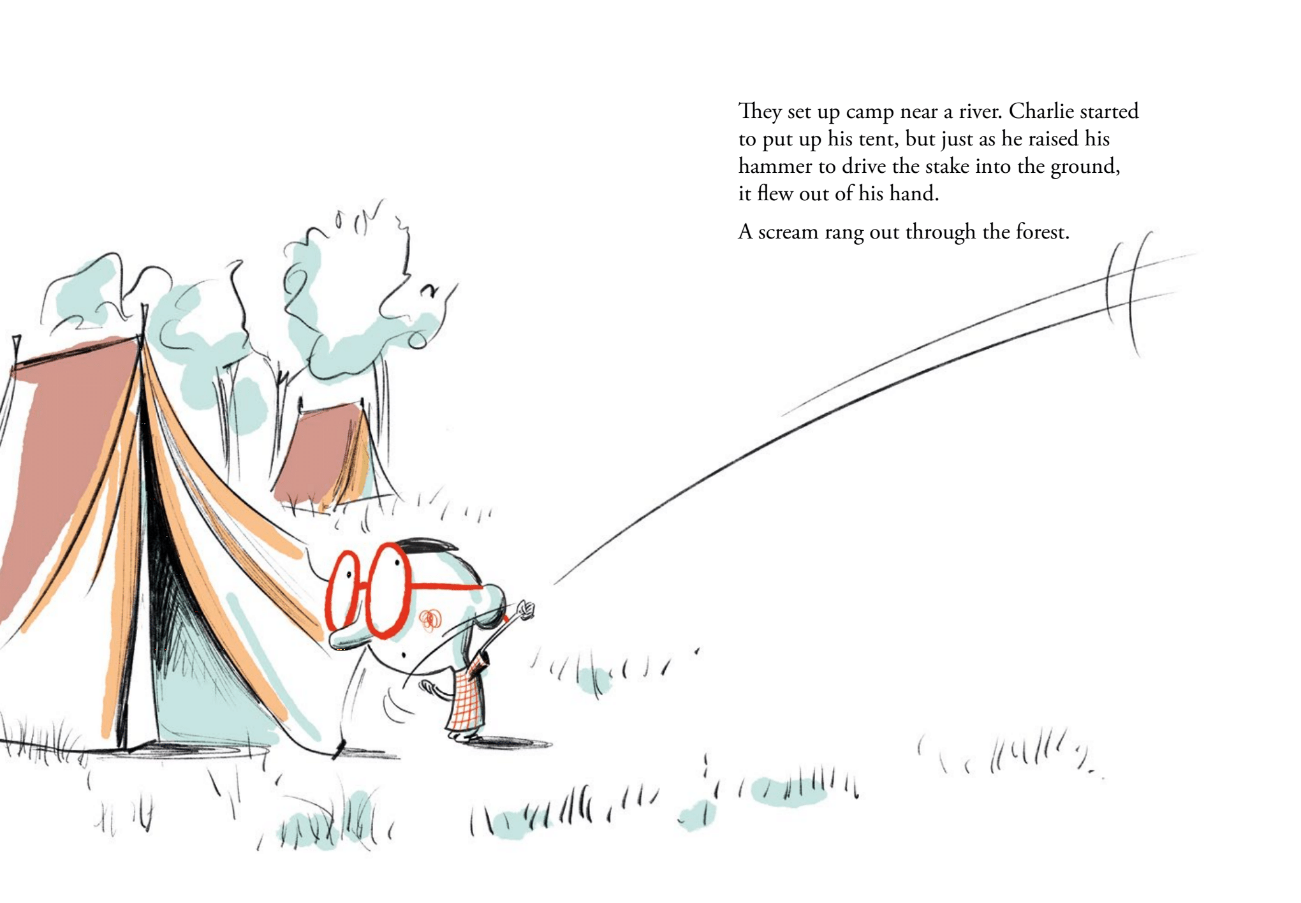 They set up camp near a river. Charlie started
to put up his tent, but just as he raised his
hammer to drive the stake into the ground,
it flew out of his hand.
A scream rang out through the forest.